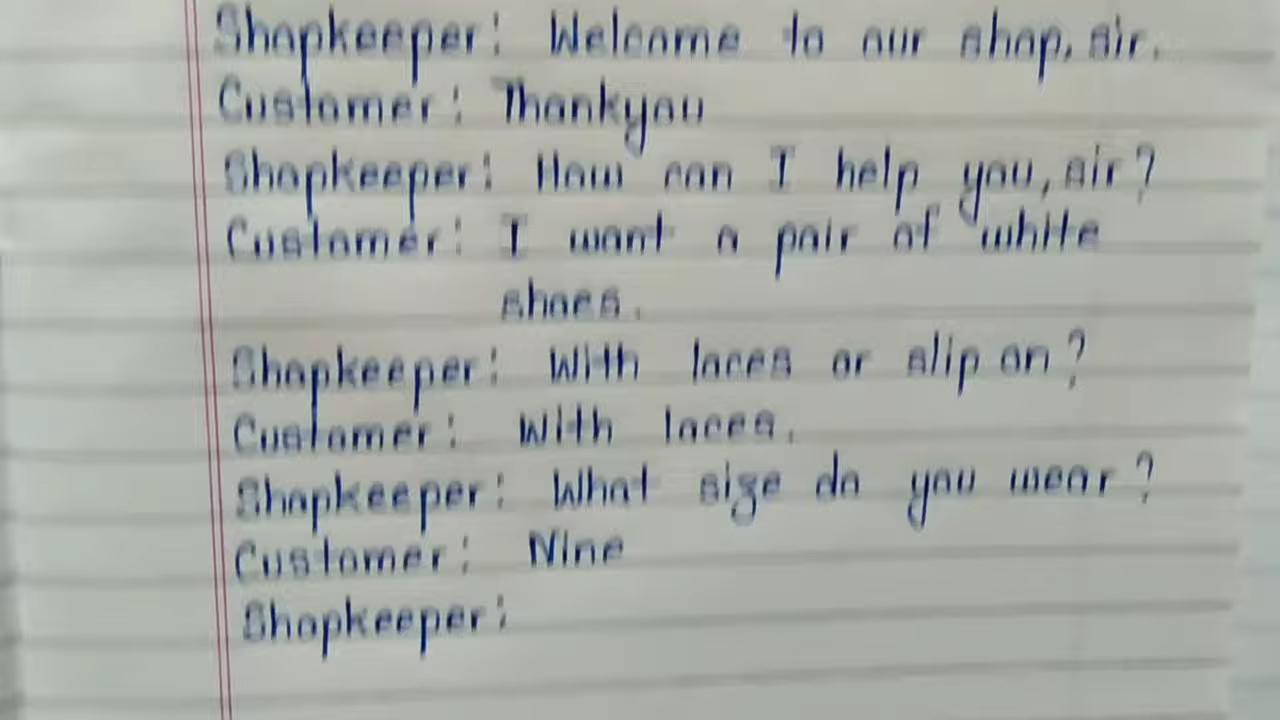 Shopkeeper: Welcome to our shop, sir.
Customer: Thankyou
Shopkeeper: How can I help you, sir?
Customer: I want a pair of white
shoes.
Shopkeeper: With laces or slip on?
Customer: With laces.
Shopkeeper: What size do you wear?
Customer: Nine
Shopkeeper: